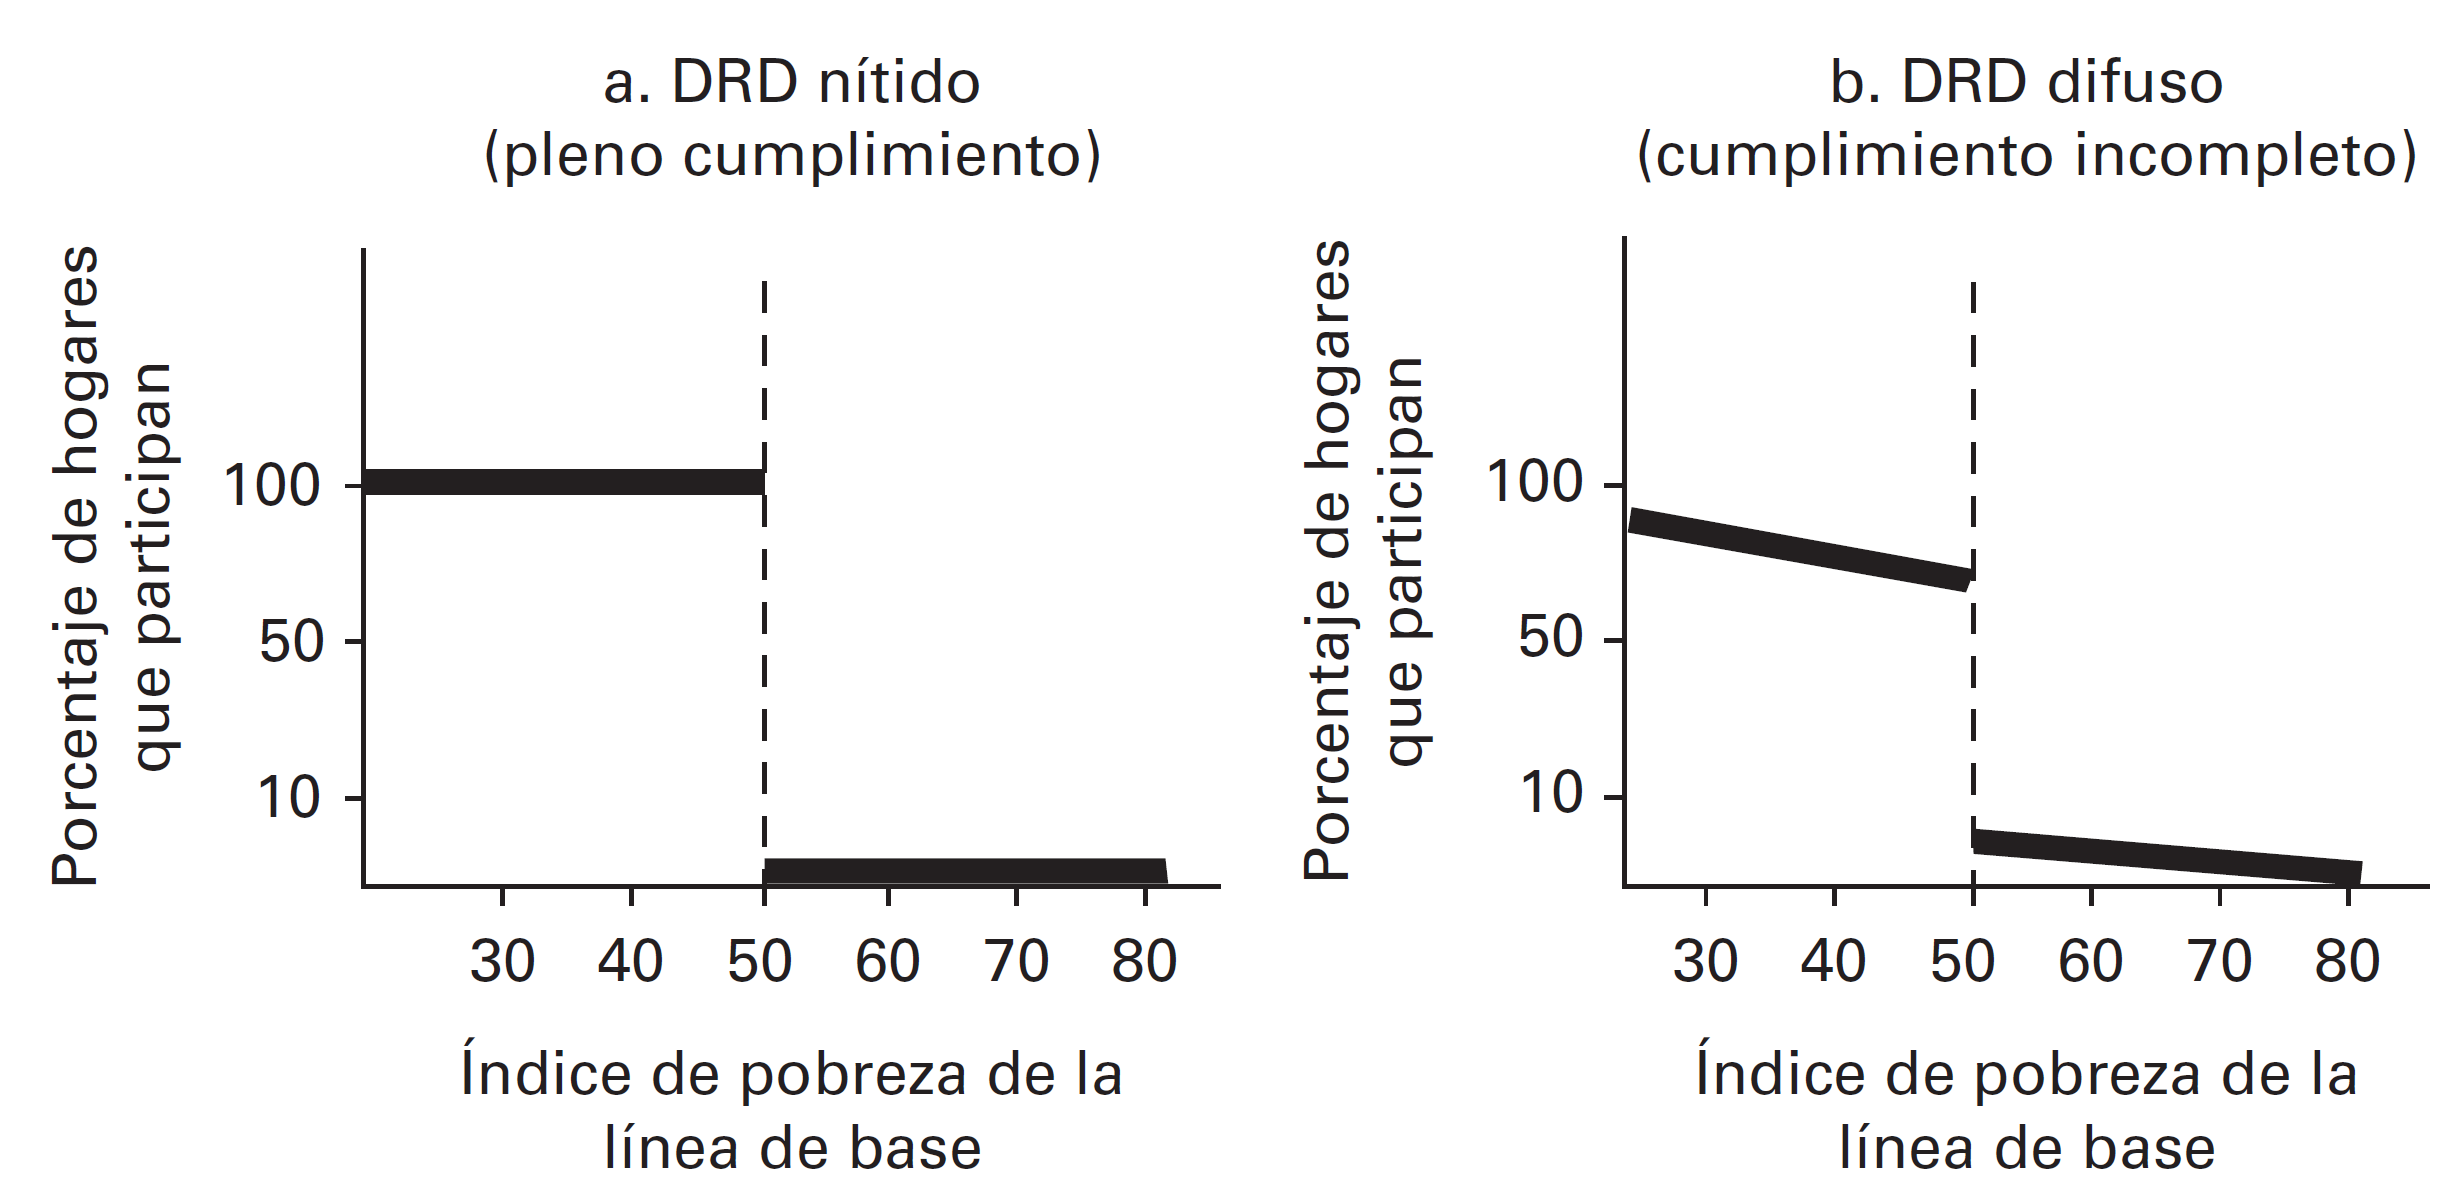 a. DRD nítido
(pleno cumplimiento)
Porcentaje de hogares
que participan
100
50
10
30 40 50 60 70 80
Índice de pobreza de la
línea de base
b. DRD difuso
(cumplimiento incompleto)
Porcentaje de hogares
que participan
100
50
10
30 40 50 60 70 80
Índice de pobreza de la
línea de base